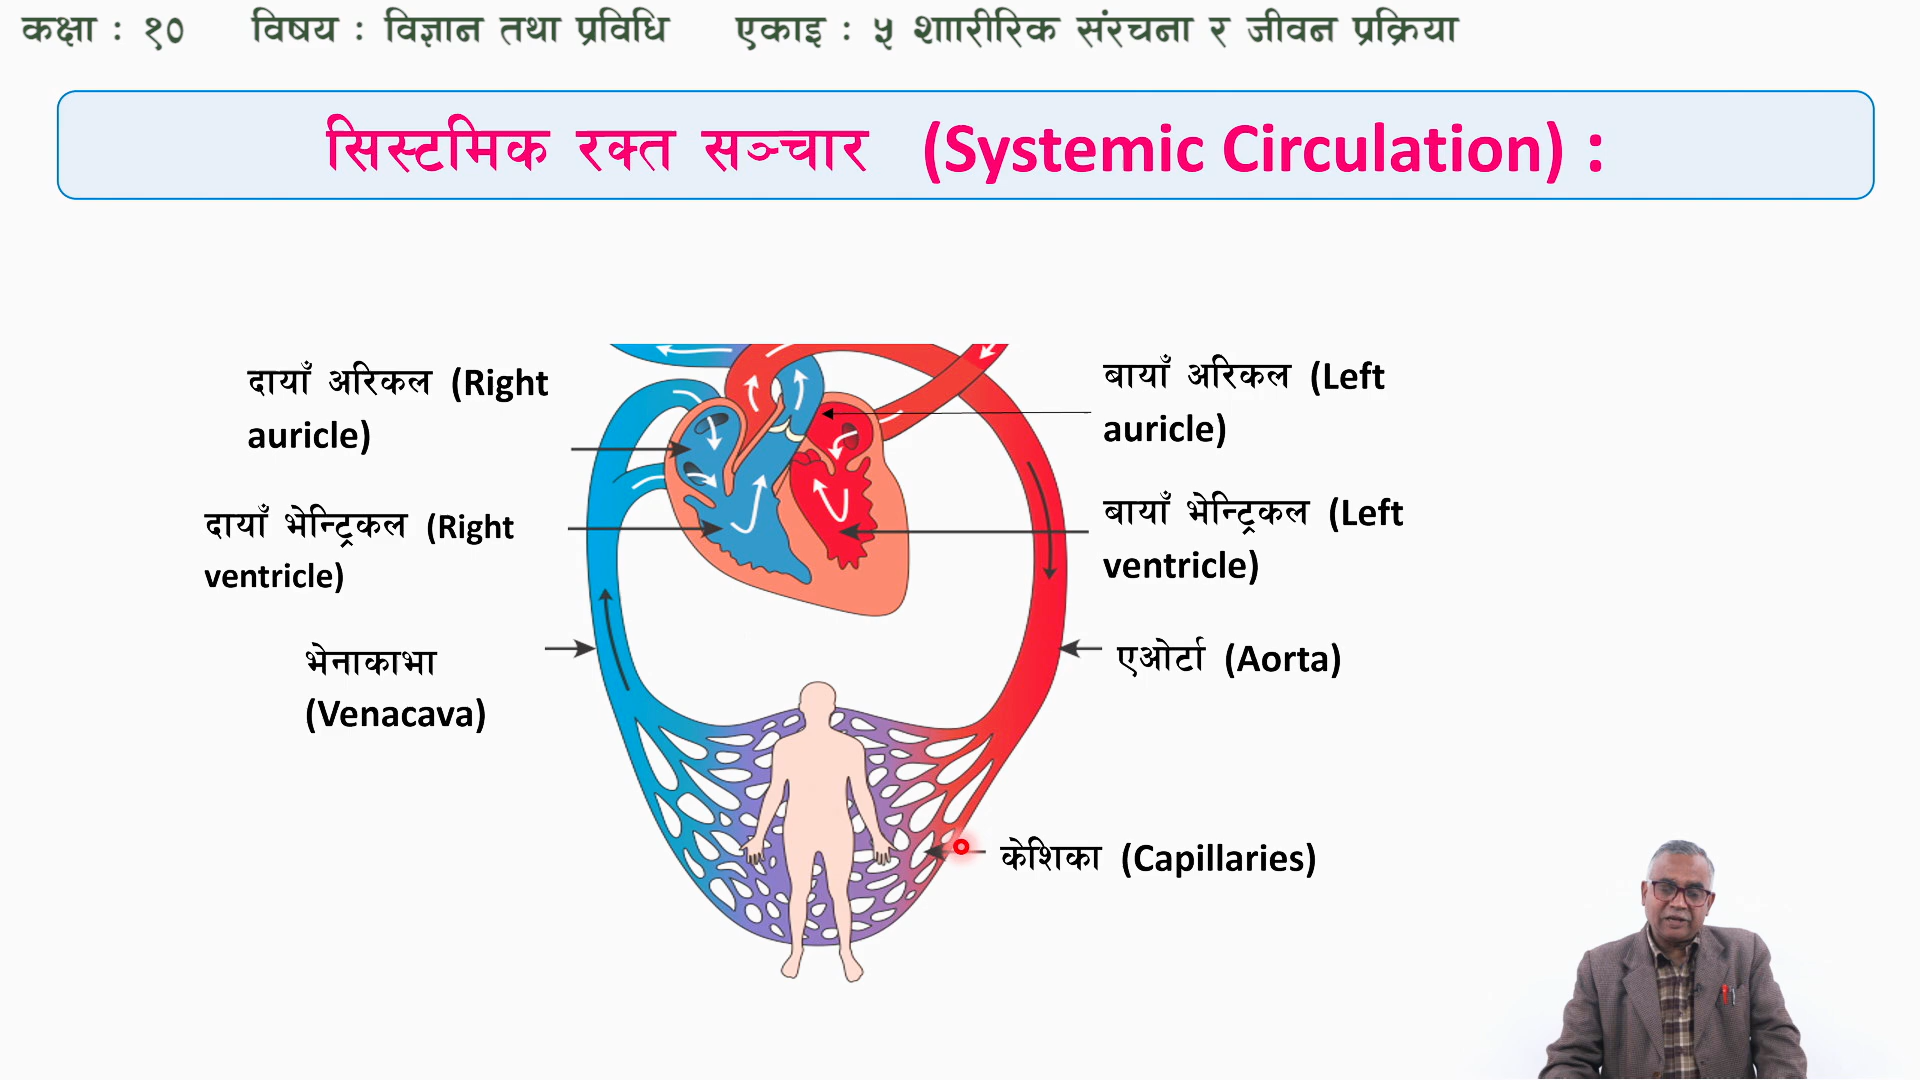 कक्षा : १० विषय : विज्ञान तथा प्रविधि एकाइ : ५ शाारीरिक संरचना र जीवन प्रक्रिया
सिस्टमिक रक्त सञ्चार (Systemic Circulation) :
दायाँ अरिकल (Right
auricle)
बायाँ अरिकल (Left
auricle)
दायाँ भेन्ट्रिकल (Right
ventricle)
बायाँ भेन्ट्रिकल (Left
ventricle)
भेनाकाभा
(Venacava)
एओर्टा (Aorta)
केशिका (Capillaries)